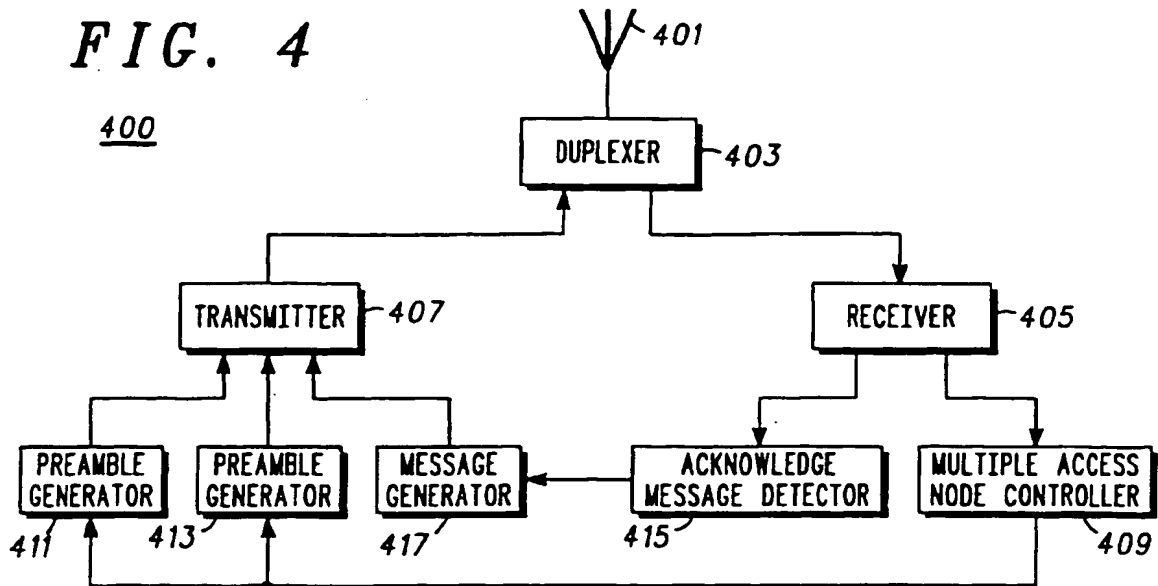 FIG. 4
401
400
DUPLEXER
403
TRANSMITTER
407
RECEIVER
405
PREAMBLE
GENERATOR
411
PREAMBLE
GENERATOR
413
MESSAGE
GENERATOR
417
ACKNOWLEDGE
MESSAGE DETECTOR
415
MULTIPLE ACCESS
NODE CONTROLLER
409